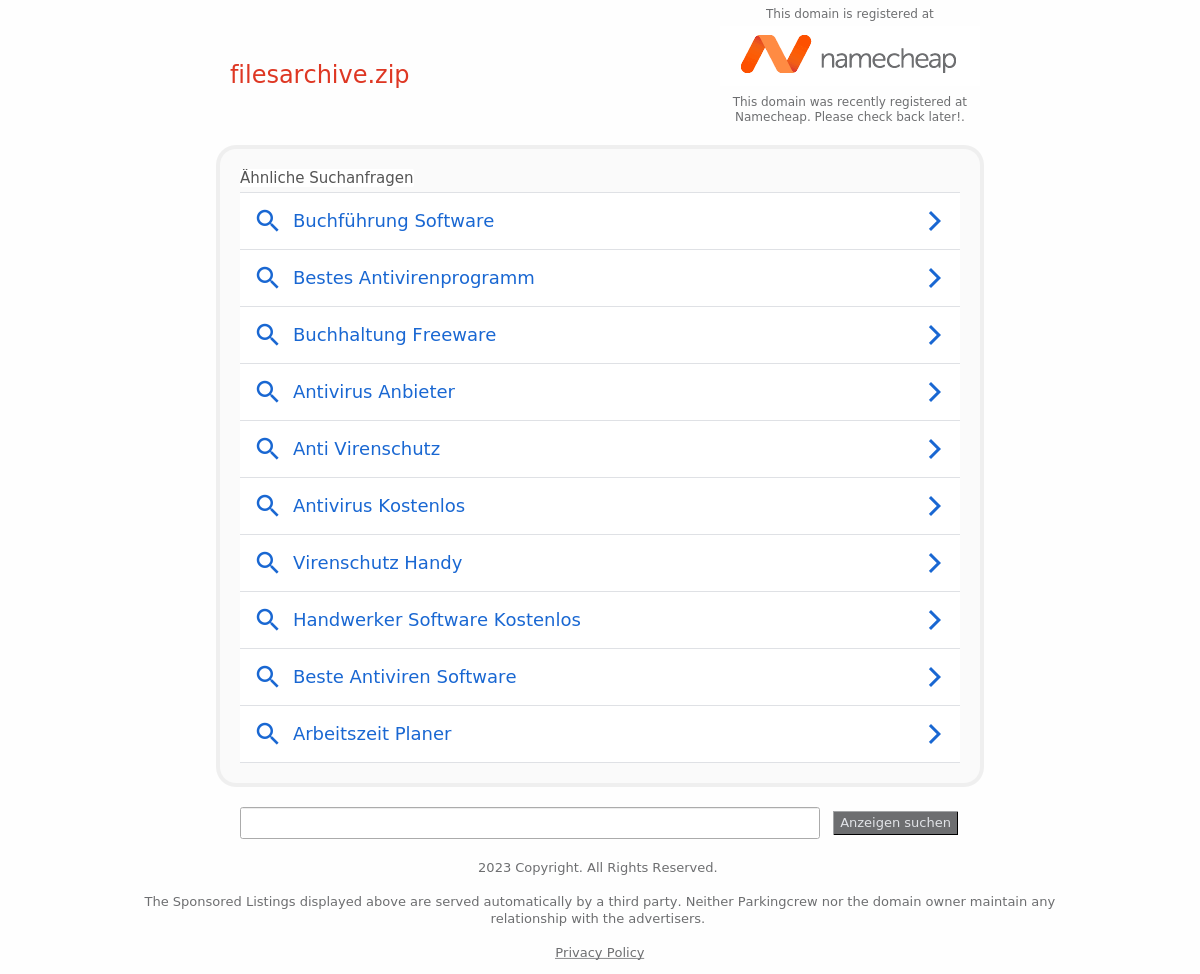 This domain is registered at
namecheap
filesarchive.zip
This domain was recently registered at
Namecheap. Please check back later!.
Ähnliche Suchanfragen
Buchführung Software
Bestes Antivirenprogramm
Buchhaltung Freeware
Antivirus Anbieter
Anti Virenschutz
Antivirus Kostenlos
Virenschutz Handy
Handwerker Software Kostenlos
Beste Antiviren Software
Arbeitszeit Planer
Anzeigen suchen
2023 Copyright. All Rights Reserved.
The Sponsored Listings displayed above are served automatically by a third party. Neither Parkingcrew nor the domain owner maintain any
relationship with the advertisers.
Privacy Policy